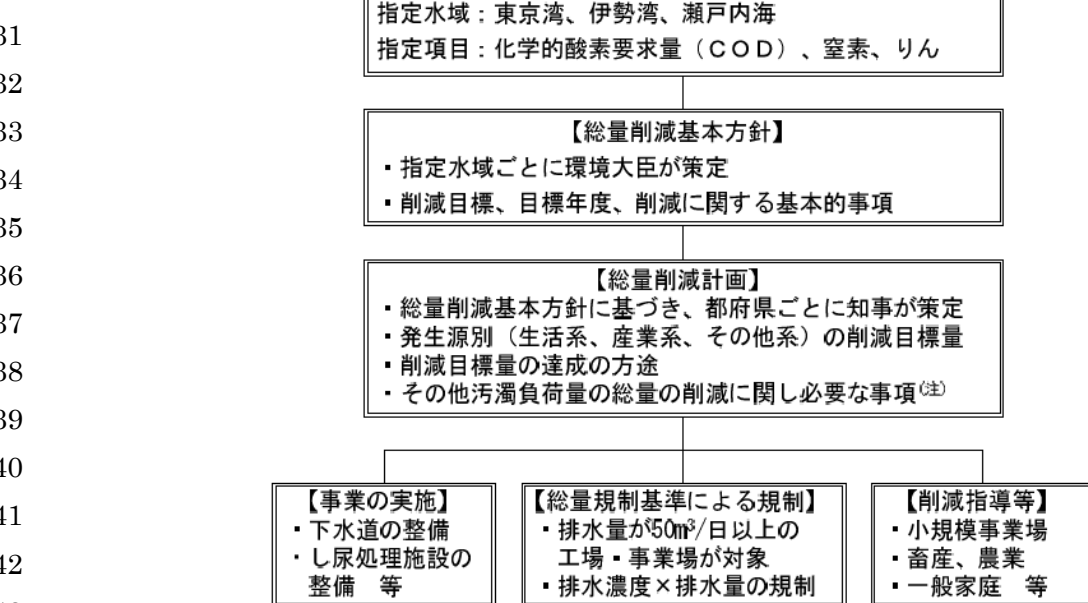 指定水域：東京湾、伊勢湾、瀬戸内海
31
指定項目：化学的酸素要求量（ＣＯＤ）、窒素、りん
32
33
【総量削減基本方針】
34
・指定水域ごとに環境大臣が策定
・削減目標、目標年度、削減に関する基本的事項
35
36
【総量削減計画】
・総量削減基本方針に基づき、都府県ごとに知事が策定
37
・発生源別（生活系、産業系、その他系）の削減目標量
38
・削減目標量の達成の方途
・その他汚濁負荷量の総量の削減に関し必要な事項(注)
39
40
【事業の実施】
・下水道の整備
・し尿処理施設の
整備　等
【総量規制基準による規制】
・排水量が50m³/日以上の
工場・事業場が対象
・排水濃度×排水量の規制
【削減指導等】
・小規模事業場
・畜産、農業
・一般家庭　等
41
42